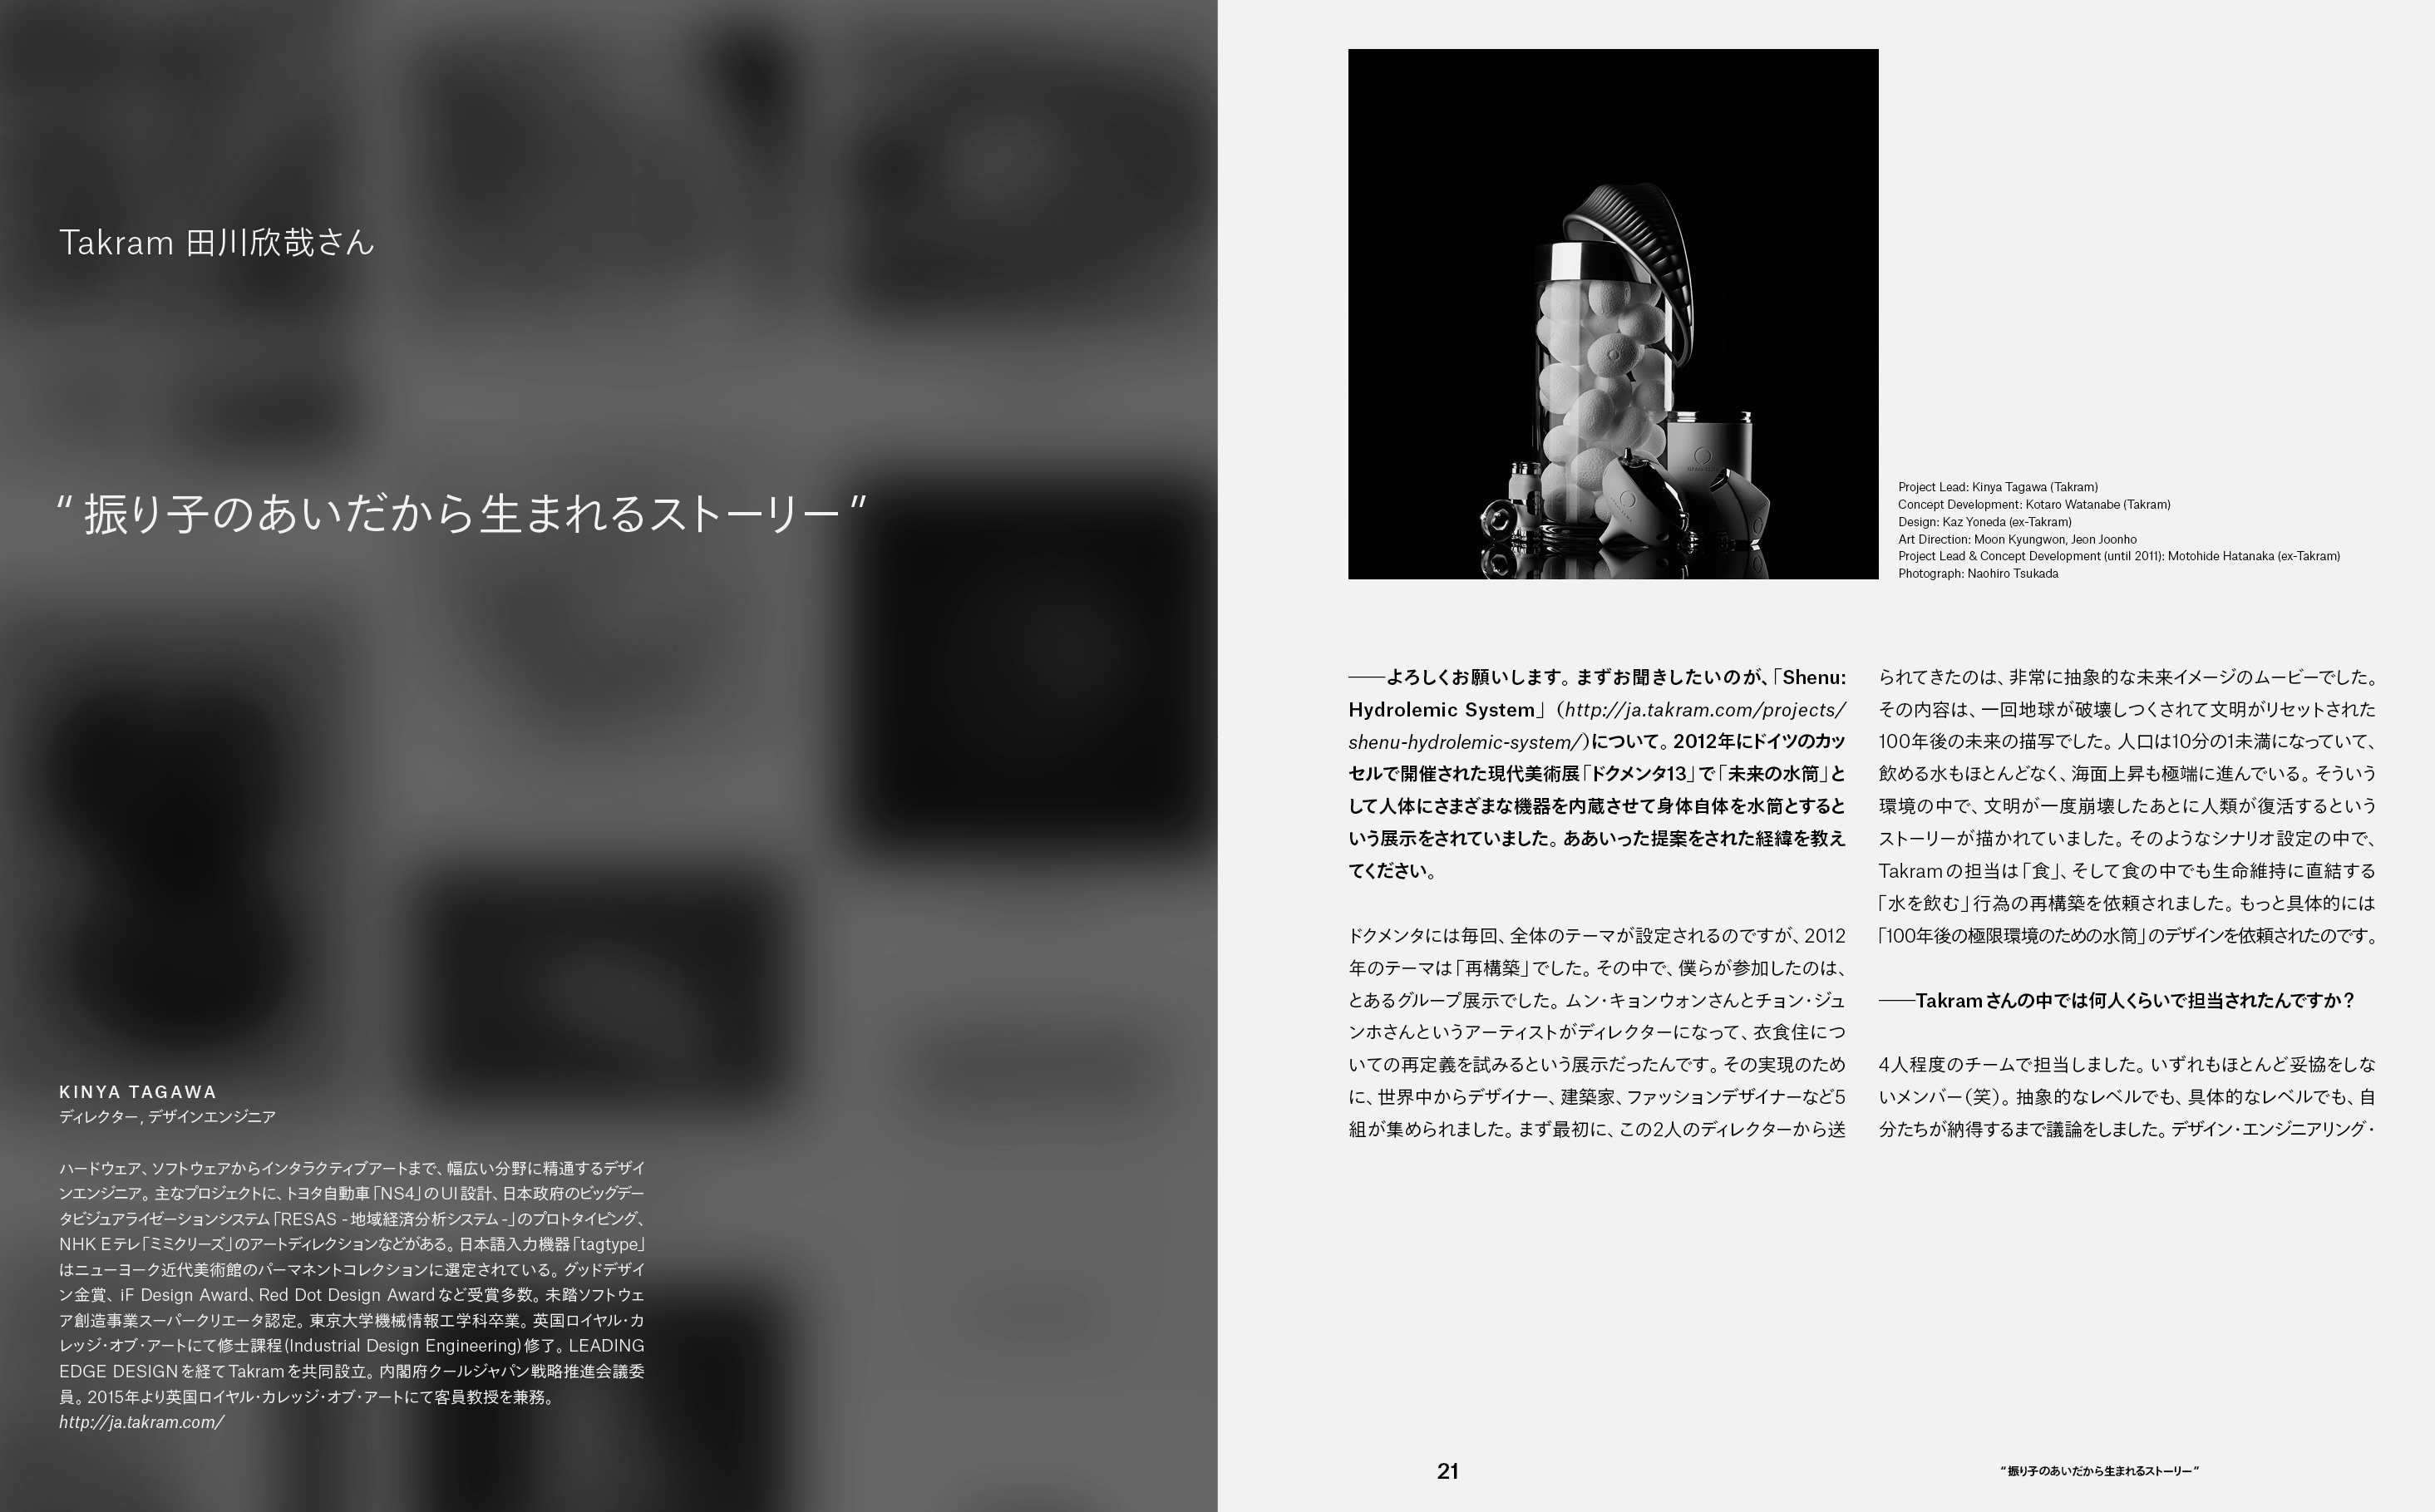 Takram 田川欣哉さん
“振り子のあいだから生まれるストーリー”
KINYA TAGAWA
ディレクター, デザインエンジニア
ハードウェア、ソフトウェアからインタラクティブアートまで、幅広い分野に精通するデザイ
ンエンジニア。主なプロジェクトに、トヨタ自動車「NS4」のUI設計、日本政府のビッグデー
タビジュアライゼーションシステム「RESAS -地域経済分析システム-」のプロトタイピング、
NHK Eテレ「ミミクリーズ」のアートディレクションなどがある。日本語入力機器「tagtype」
はニューヨーク近代美術館のパーマネントコレクションに選定されている。グッドデザイ
ン金賞、iF Design Award、Red Dot Design Awardなど受賞多数。未踏ソフトウェ
ア創造事業スーパークリエータ認定。東京大学機械情報工学科卒業。英国ロイヤル・カ
レッジ・オブ・アートにて修士課程(Industrial Design Engineering)修了。LEADING
EDGE DESIGNを経てTakramを共同設立。内閣府クールジャパン戦略推進会議委
員。2015年より英国ロイヤル・カレッジ・オブ・アートにて客員教授を兼務。
http://ja.takram.com/
Project Lead: Kinya Tagawa (Takram)
Concept Development: Kotaro Watanabe (Takram)
Design: Kaz Yoneda (ex-Takram)
Art Direction: Moon Kyungwon, Jeon Joonho
Project Lead & Concept Development (until 2011): Motohide Hatanaka (ex-Takram)
Photograph: Naohiro Tsukada
——よろしくお願いします。まずお聞きしたいのが、「Shenu:
Hydrolemic System」（http://ja.takram.com/projects/
shenu-hydrolemic-system/）について。2012年にドイツのカッ
セルで開催された現代美術展「ドクメンタ13」で「未来の水筒」と
して人体にさまざまな機器を内蔵させて身体自体を水筒とすると
いう展示をされていました。ああいった提案をされた経緯を教え
てください。
ドクメンタには毎回、全体のテーマが設定されるのですが、2012
年のテーマは「再構築」でした。その中で、僕らが参加したのは、
とあるグループ展示でした。ムン・キョンウォンさんとチョン・ジュ
ンホさんというアーティストがディレクターになって、衣食住につ
いての再定義を試みるという展示だったんです。その実現のため
に、世界中からデザイナー、建築家、ファッションデザイナーなど5
組が集められました。まず最初に、この2人のディレクターから送
られてきたのは、非常に抽象的な未来イメージのムービーでした。
その内容は、一回地球が破壊しつくされて文明がリセットされた
100年後の未来の描写でした。人口は10分の1未満になっていて、
飲める水もほとんどなく、海面上昇も極端に進んでいる。そういう
環境の中で、文明が一度崩壊したあとに人類が復活するという
ストーリーが描かれていました。そのようなシナリオ設定の中で、
Takramの担当は「食」、そして食の中でも生命維持に直結する
「水を飲む」行為の再構築を依頼されました。もっと具体的には
「100年後の極限環境のための水筒」のデザインを依頼されたのです。
——Takramさんの中では何人くらいで担当されたんですか？
4人程度のチームで担当しました。いずれもほとんど妥協をしな
いメンバー（笑）。抽象的なレベルでも、具体的なレベルでも、自
分たちが納得するまで議論をしました。デザイン・エンジニアリング・
21
“振り子のあいだから生まれるストーリー”